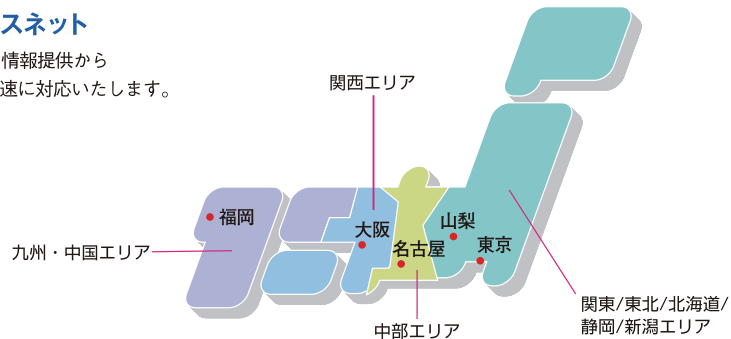 スネット
情報提供から
速に対応いたします。
関西エリア
福岡
大阪
山梨
名古屋
東京
九州・中国エリア
関東/東北/北海道/
静岡/新潟エリア
中部エリア